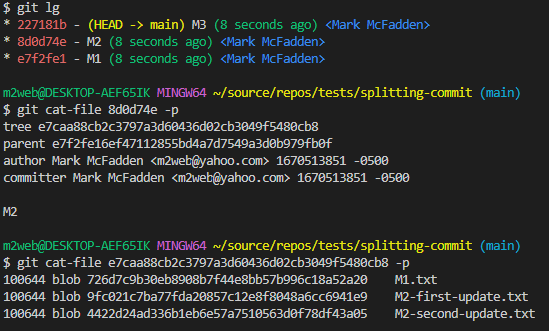 $ git lg
* 227181b - (HEAD -> main) M3 (8 seconds ago) <Mark McFadden>
* 8d0d74e - M2 (8 seconds ago) <Mark McFadden>
* e7f2fe1 - M1 (8 seconds ago) <Mark McFadden>
m2web@DESKTOP-AEF65IK MINGW64 ~/source/repos/tests/splitting-commit (main)
$ git cat-file 8d0d74e -p
tree e7caa88cb2c3797a3d60436d02cb3049f5480cb8
parent e7f2fe16ef47112855bd4a7d7549a3d0b979fb0f
author Mark McFadden <m2web@yahoo.com> 1670513851 -0500
committer Mark McFadden <m2web@yahoo.com> 1670513851 -0500
M2
m2web@DESKTOP-AEF65IK MINGW64 ~/source/repos/tests/splitting-commit (main)
$ git cat-file e7caa88cb2c3797a3d60436d02cb3049f5480cb8 -p
100644 blob 726d7c9b30eb8908b7f44e8bb57b996c18a52a20    M1.txt
100644 blob 9fc021c7ba77fda20857c12e8f8048a6cc6941e9    M2-first-update.txt
100644 blob 4422d24ad336b1eb6e57a7510563d0f78df43a05    M2-second-update.txt